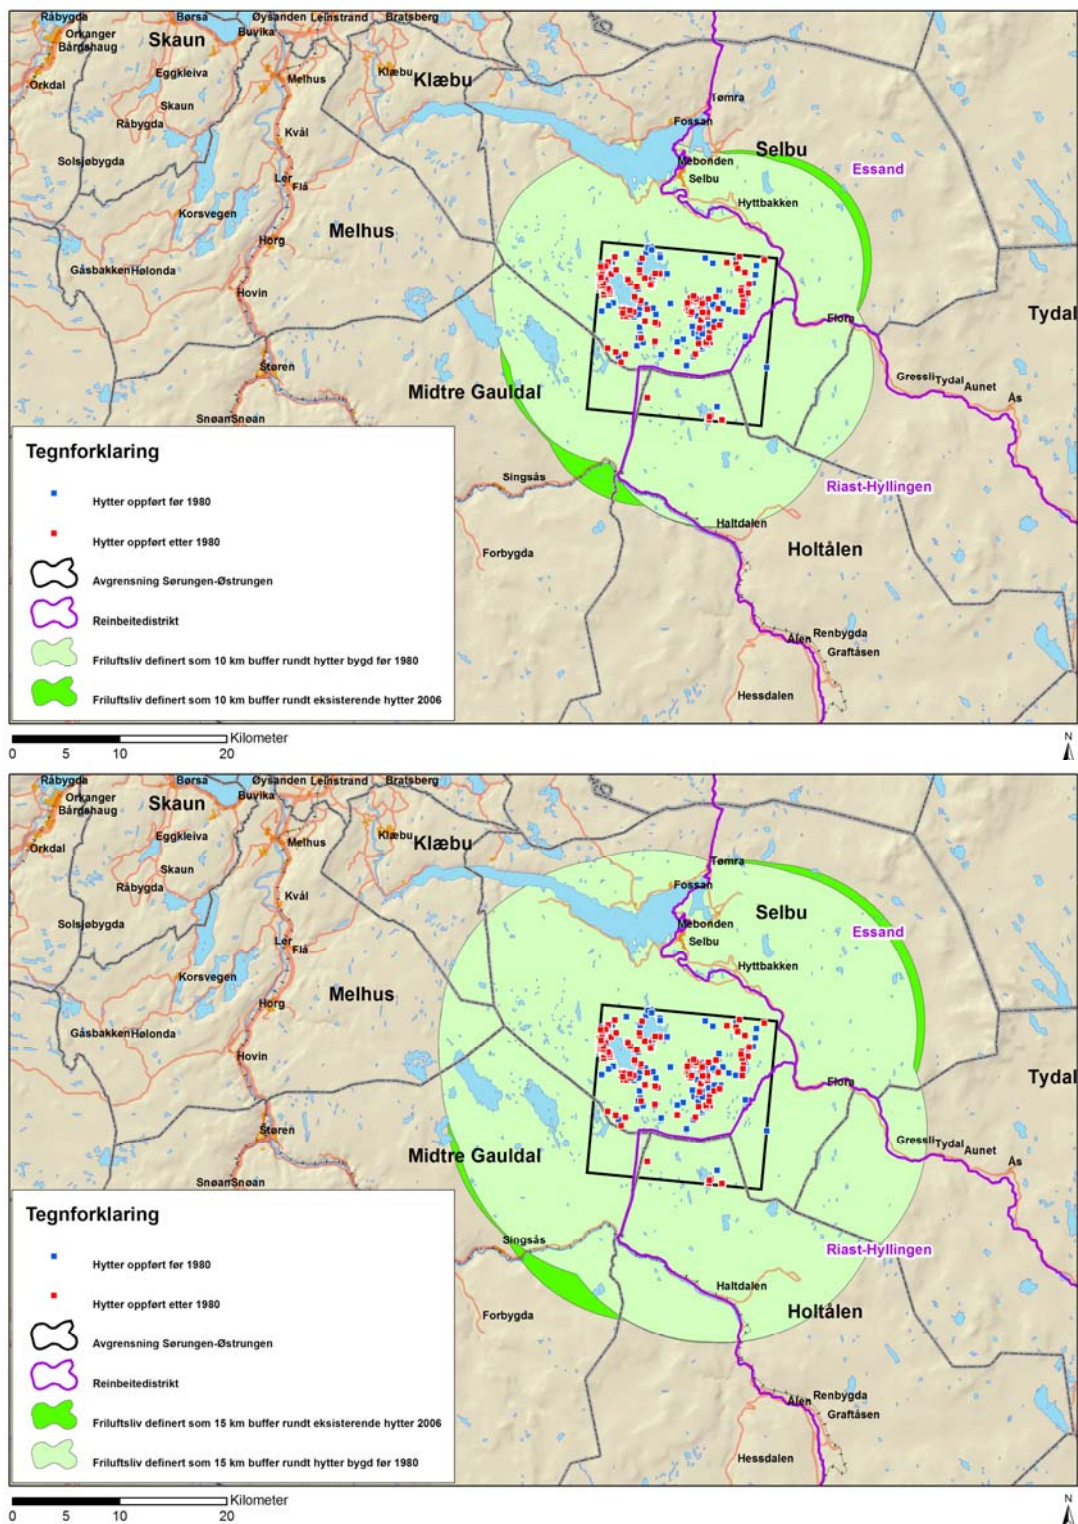 Råbygda
Børsa
Øysanden
Leinstrand
Bratsberg
Orkanger
Bårdshaug
Skaun
Buvika
Eggkleiva
Melhus
Klæbu
Klæbu
Orkdal
Skaun
Råbygda
Tømra
Kvål
Fossan
Solsjøbygda
Selbu
Mebonden
Essand
Ler
Flå
Selbu
Korsvegen
Hyttbakken
Melhus
Horg
Gåsbakken
Hølonda
Hovin
Flora
Tydal
Støren
Midtre Gauldal
Gressli
Tydal
Aunet
Ås
Snøan
Snøan
Tegnforklaring
Singsås
Riast-Hyllingen
Hytter oppført før 1980
Haltdalen
Hytter oppført etter 1980
Forbygda
Holtålen
Avgrensning Sørungen-Østrungen
Reinbeitedistrikt
Ålen
Renbygda
Graftåsen
Friluftsliv definert som 10 km buffer rundt hytter bygd før 1980
Hessdalen
Friluftsliv definert som 10 km buffer rundt eksisterende hytter 2006
Kilometer
0 5 10 20
N
Råbygda
Børsa
Øysanden
Leinstrand
Bratsberg
Orkanger
Bårdshaug
Skaun
Buvika
Eggkleiva
Melhus
Klæbu
Klæbu
Orkdal
Skaun
Råbygda
Tømra
Kvål
Fossan
Solsjøbygda
Selbu
Mebonden
Essand
Ler
Flå
Selbu
Korsvegen
Hyttbakken
Melhus
Horg
Gåsbakken
Hølonda
Hovin
Flora
Tydal
Støren
Midtre Gauldal
Gressli
Tydal
Aunet
Ås
Snøan
Snøan
Tegnforklaring
Singsås
Riast-Hyllingen
Hytter oppført før 1980
Haltdalen
Hytter oppført etter 1980
Forbygda
Holtålen
Avgrensning Sørungen-Østrungen
Reinbeitedistrikt
Ålen
Renbygda
Graftåsen
Friluftsliv definert som 15 km buffer rundt eksisterende hytter 2006
Hessdalen
Friluftsliv definert som 15 km buffer rundt hytter bygd før 1980
Kilometer
0 5 10 20
N